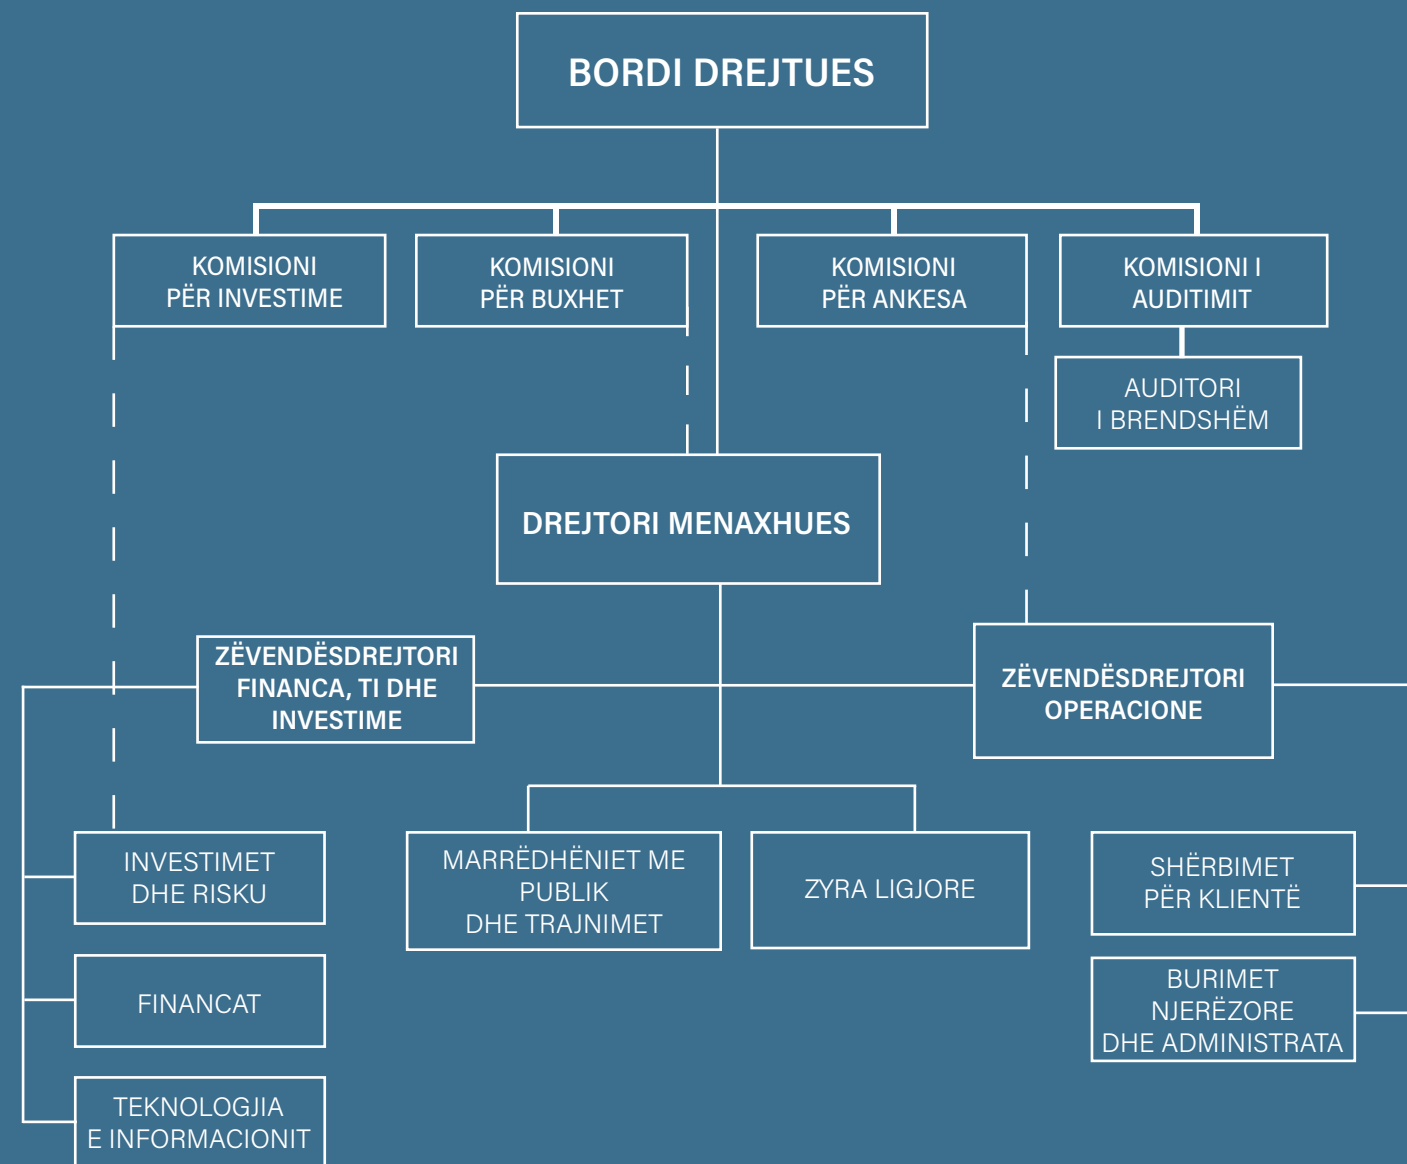 BORDI DREJTUES
KOMISIONI
PËR INVESTIME
KOMISIONI
PËR BUXHET
KOMISIONI
PËR ANKESA
KOMISIONI I
AUDITIMIT
AUDITORI
I BRENDSHËM
DREJTORI MENAXHUES
ZËVENDËSDREJTORI
FINANCA, TI DHE
INVESTIME
ZËVENDËSDREJTORI
OPERACIONE
INVESTIMET
DHE RISKU
MARRËDHËNIET ME
PUBLIK
DHE TRAJNIMET
ZYRA LIGJORE
SHËRBIMET
PËR KLIENTË
FINANCAT
BURIMET
NJERËZORE
DHE ADMINISTRATA
TEKNOLOGJIA
E INFORMACIONIT